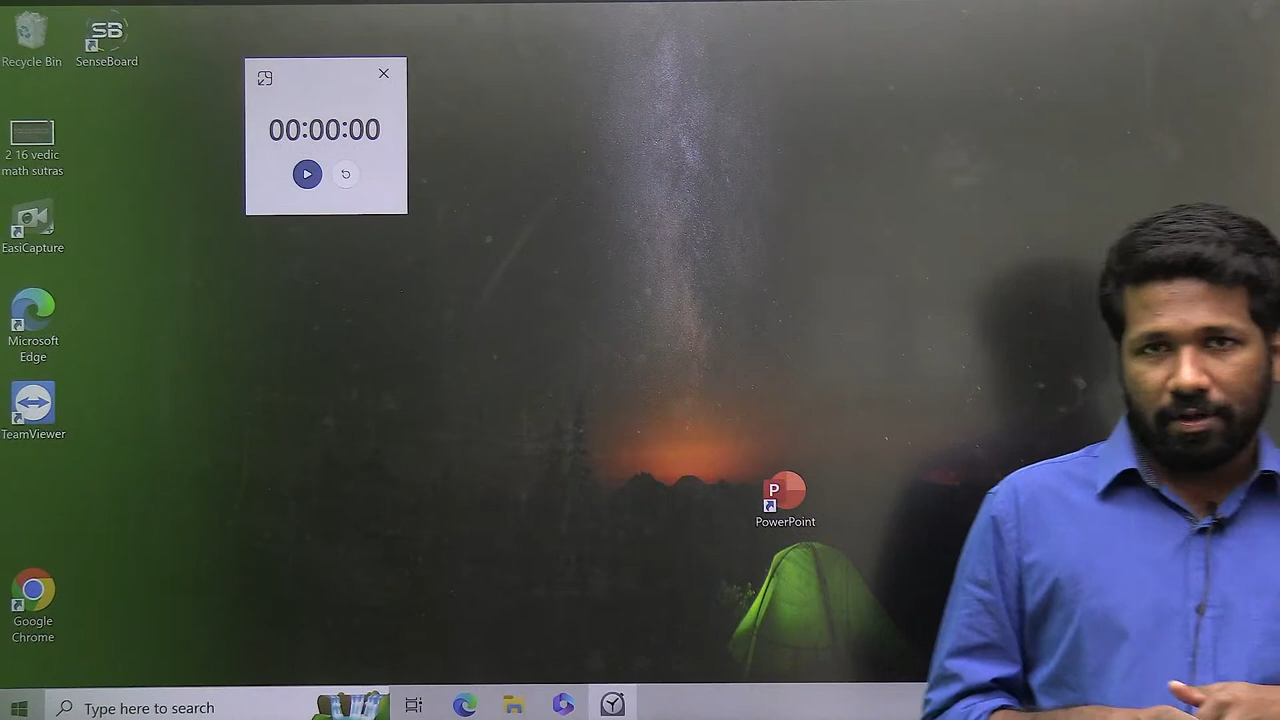 Recycle Bin
SB
SenseBoard
00:00:00
2 16 vedic
math sutras
EasiCapture
Microsoft
Edge
TeamViewer
P
PowerPoint
Google
Chrome
Type here to search